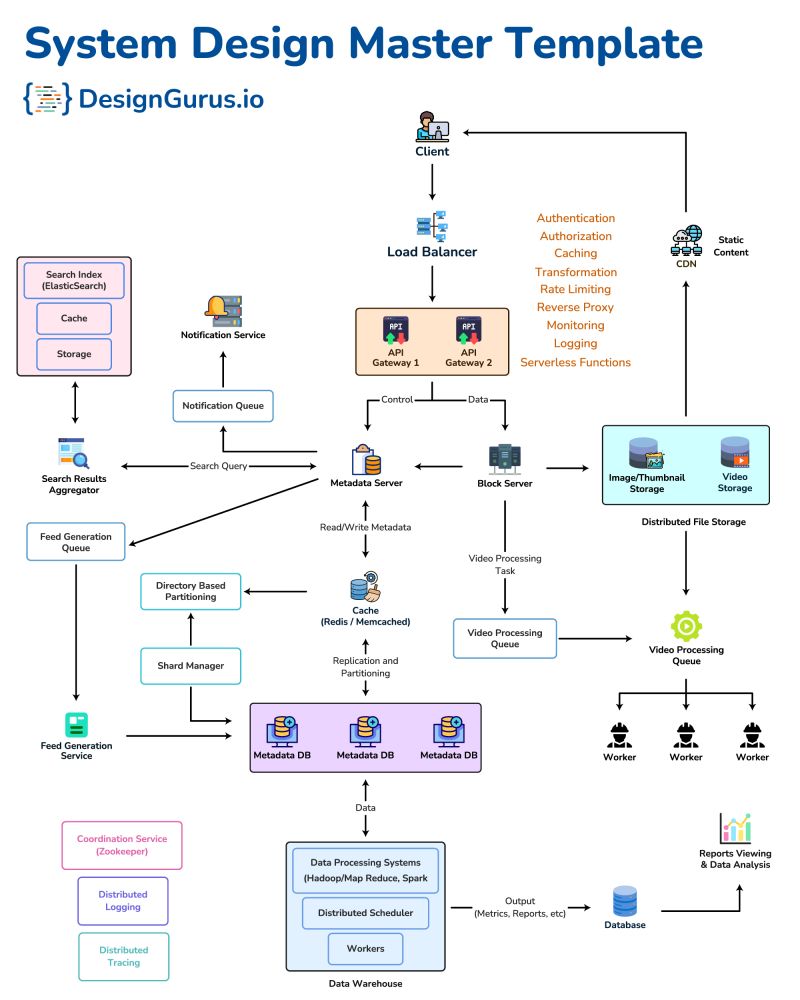 System Design Master Template
DesignGurus.io
Client
Load Balancer
Authentication
Authorization
Caching
Transformation
Rate Limiting
Reverse Proxy
Monitoring
Logging
Serverless Functions
CDN
Static
Content
Search Index
(ElasticSearch)
Cache
Storage
Notification Service
API
API
Gateway 1
API
API
Gateway 2
Notification Queue
Control
Data
Search Results
Aggregator
Search Query
Metadata Server
Block Server
Image/Thumbnail
Storage
Video
Storage
Distributed File Storage
Feed Generation
Queue
Read/Write Metadata
Video Processing
Task
Directory Based
Partitioning
Cache
(Redis / Memcached)
Video Processing
Queue
Video Processing
Queue
Shard Manager
Replication and
Partitioning
Feed Generation
Service
Metadata DB
Metadata DB
Metadata DB
Worker
Worker
Worker
Data
Coordination Service
(Zookeeper)
Distributed
Logging
Distributed
Tracing
Data Processing Systems
(Hadoop/Map Reduce, Spark
Distributed Scheduler
Workers
Data Warehouse
Output
(Metrics, Reports, etc)
Database
Reports Viewing
& Data Analysis